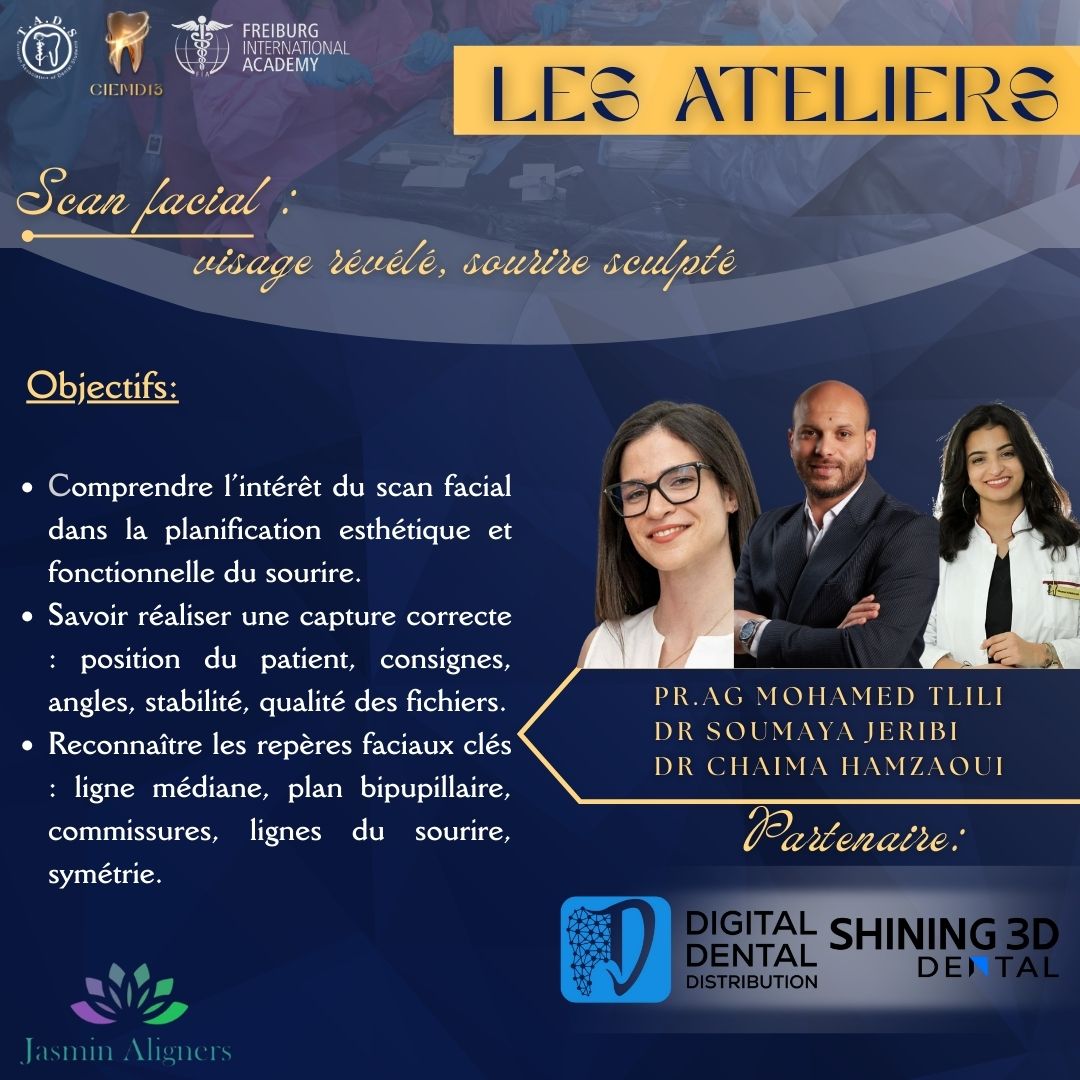 T.A.D.S
CIEMD13
FREIBURG
INTERNATIONAL
ACADEMY
FIA
LES ATELIERS
Scan facial :
visage révélé, sourire sculpté
Objectifs:
• Comprendre l'intérêt du scan facial
dans la planification esthétique et
fonctionnelle du sourire.
• Savoir réaliser une capture correcte
: position du patient, consignes,
angles, stabilité, qualité des fichiers.
• Reconnaître les repères faciaux clés
: ligne médiane, plan bipupillaire,
commissures, lignes du sourire,
symétrie.
PR.AG MOHAMED TLILI
DR SOUMAYA JERIBI
DR CHAIMA HAMZAOUI
Partenaire:
DIGITAL
DENTAL
DISTRIBUTION
SHINING 3D
DENTAL
Jasmin Aligners